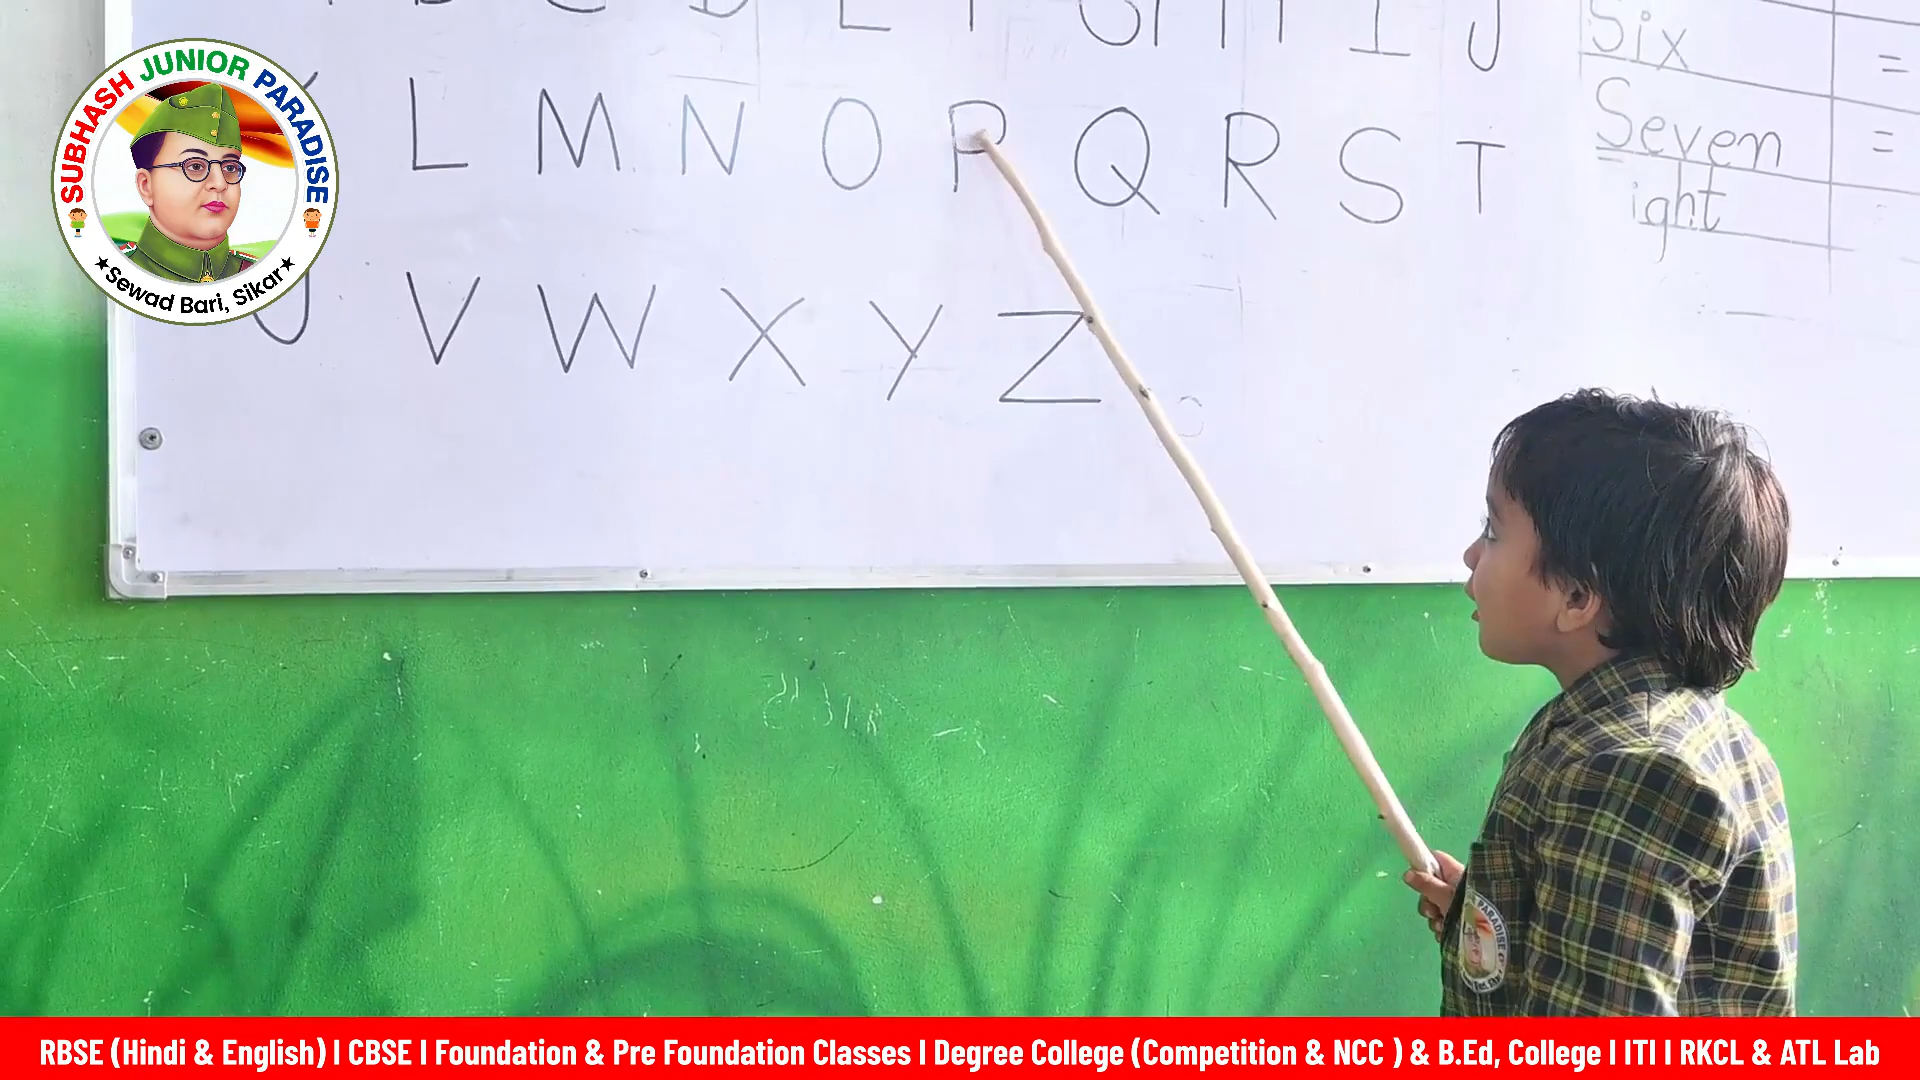 SUBHASH JUNIOR PARADISE
★Sewad Bari, Sikar★
B C D E F G H I J
L M N O P Q R S T
U V W X Y Z
Six =
Seven =
ight
PARADISE
RBSE (Hindi & English) I CBSE I Foundation & Pre Foundation Classes I Degree College (Competition & NCC ) & B.Ed, College I ITI I RKCL & ATL Lab